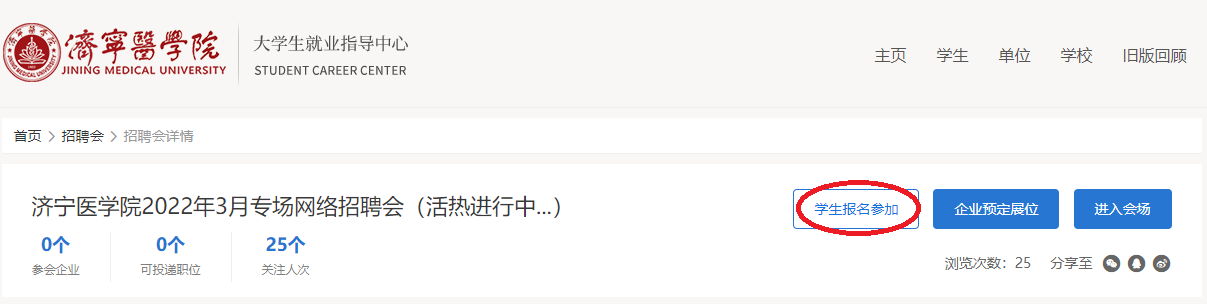 濟寧醫學院
JINING MEDICAL UNIVERSITY
大学生就业指导中心
STUDENT CAREER CENTER
主页 学生 单位 学校 旧版回顾
首页 > 招聘会 > 招聘会详情
济宁医学院2022年3月专场网络招聘会（活热进行中...）
学生报名参加 企业预定展位 进入会场
0个 0个 25个
参会企业 可投递职位 关注人次
浏览次数：25 分享至